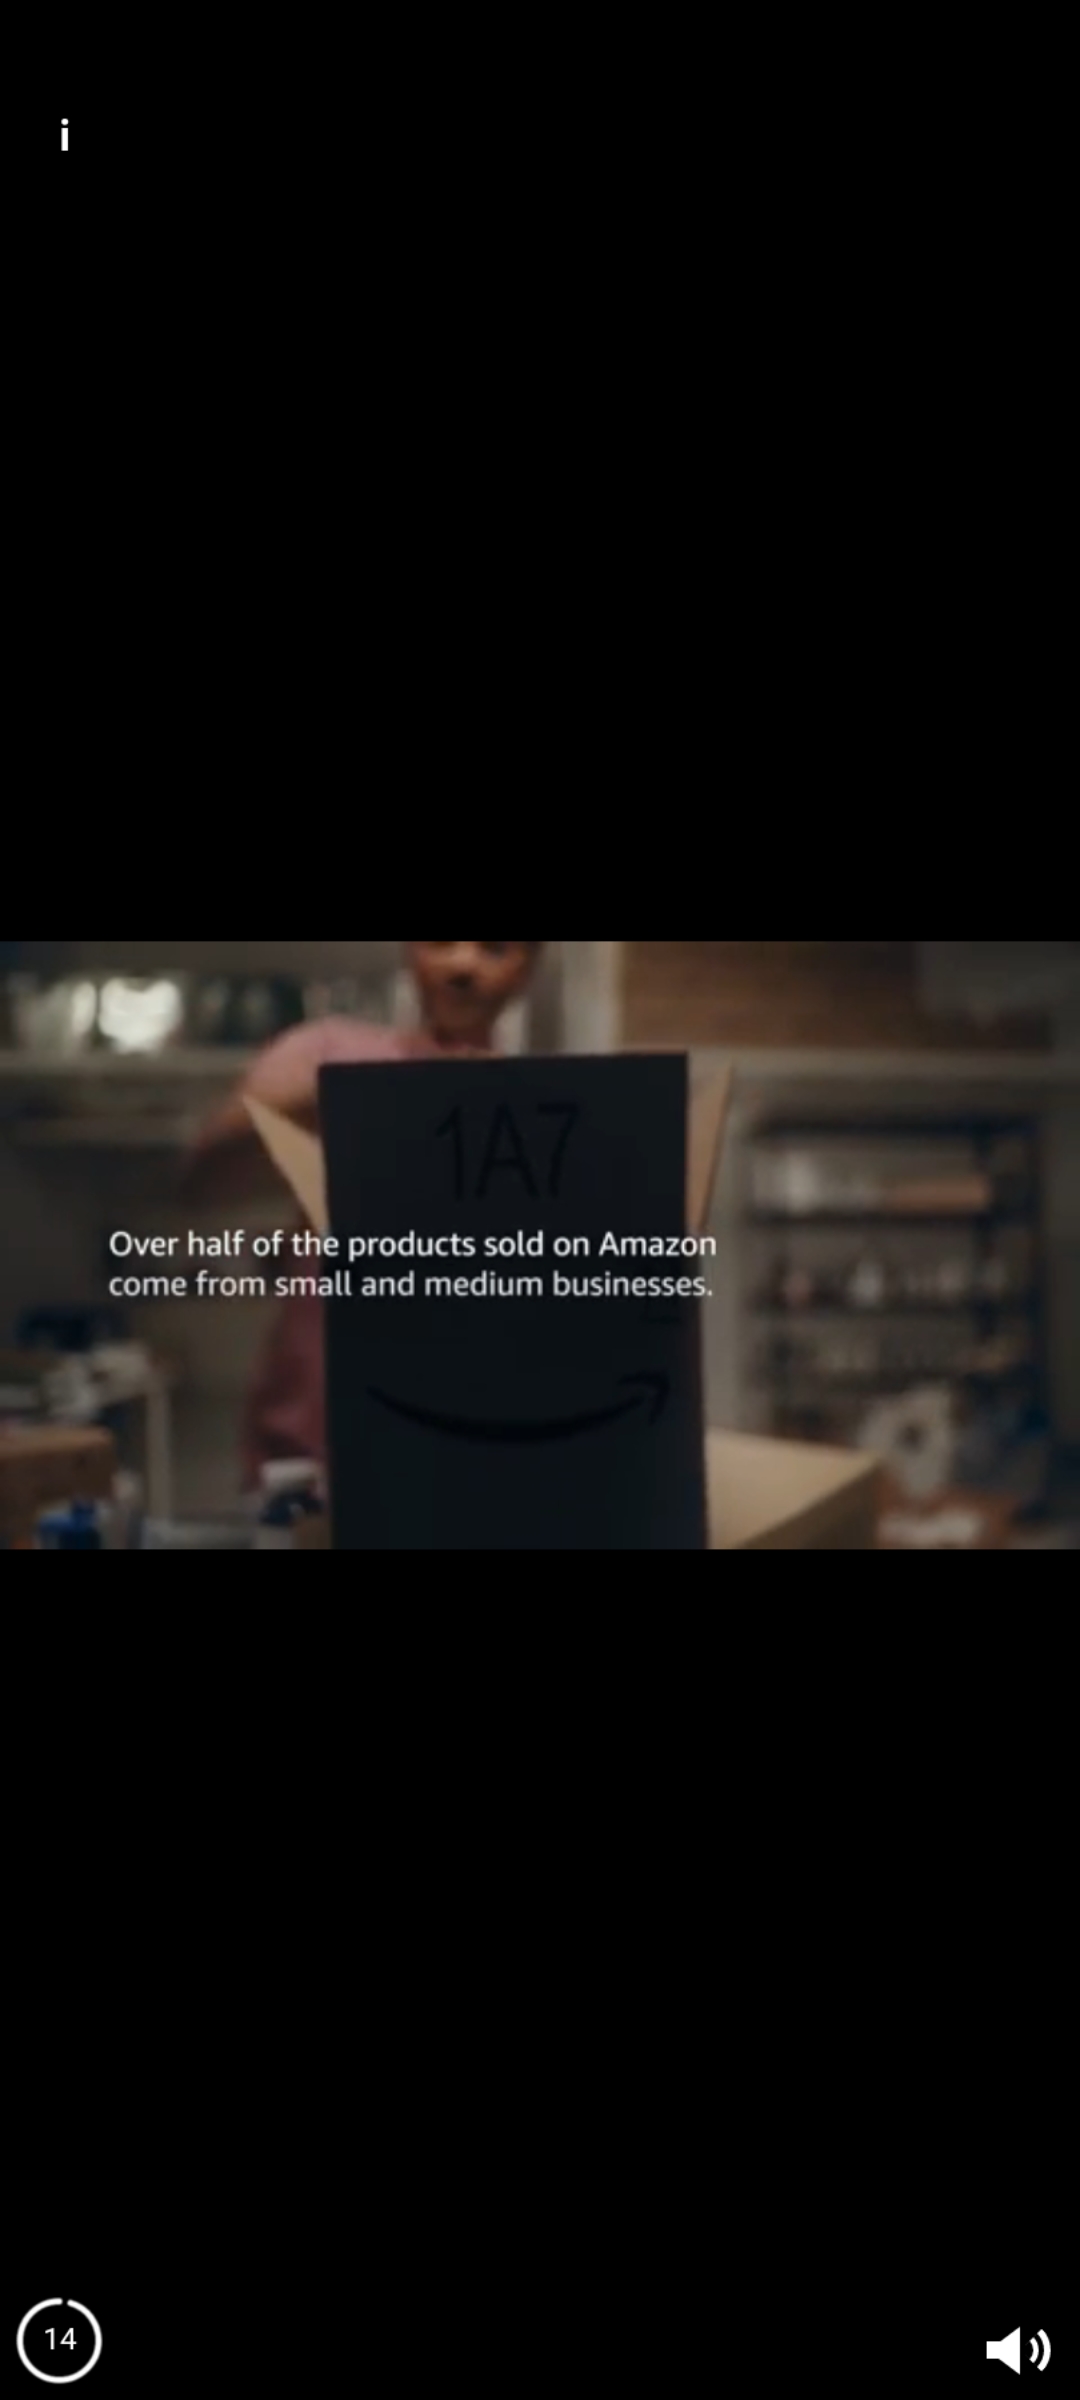 i
1A7
Over half of the products sold on Amazon
come from small and medium businesses.
14